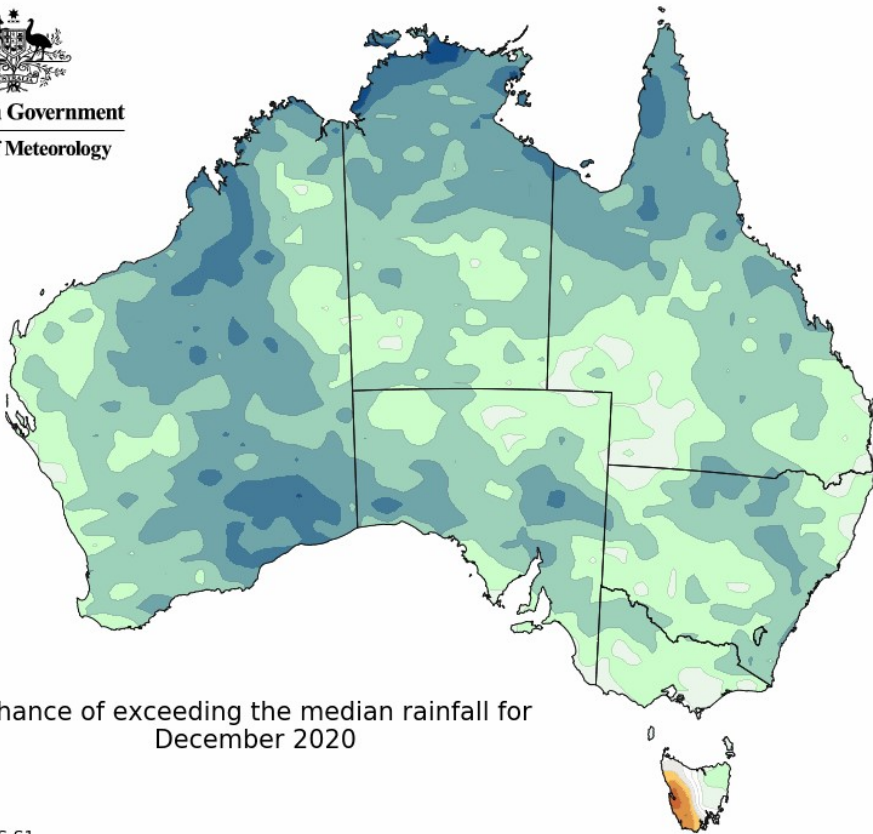 Government
Meteorology
hance of exceeding the median rainfall for
December 2020